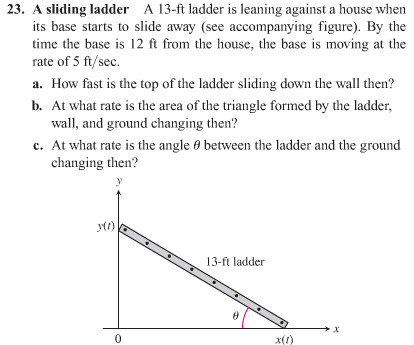 23. A sliding ladder A 13-ft ladder is leaning against a house when
its base starts to slide away (see accompanying figure). By the
time the base is 12 ft from the house, the base is moving at the
rate of 5 ft/sec.
a. How fast is the top of the ladder sliding down the wall then?
b. At what rate is the area of the triangle formed by the ladder,
wall, and ground changing then?
c. At what rate is the angle θ between the ladder and the ground
changing then?
y
y(t)
13-ft ladder
θ
x
0
x(t)